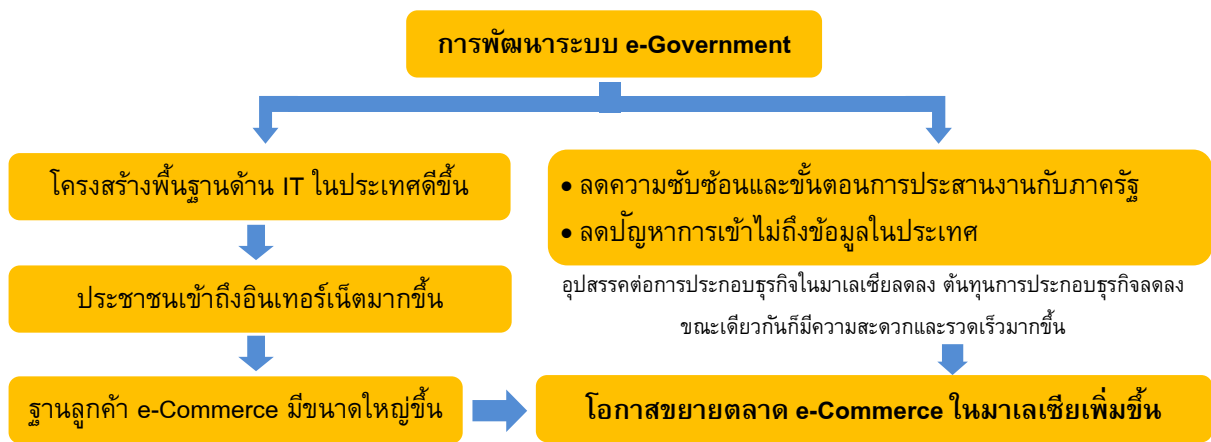 การพัฒนาระบบ e-Government
โครงสร้างพื้นฐานด้าน IT ในประเทศดีขึ้น
ประชาชนเข้าถึงอินเทอร์เน็ตมากขึ้น
ฐานลูกค้า e-Commerce มีขนาดใหญ่ขึ้น
• ลดความซับซ้อนและขั้นตอนการประสานงานกับภาครัฐ
• ลดปัญหาการเข้าไม่ถึงข้อมูลในประเทศ
อุปสรรคต่อการประกอบธุรกิจในมาเลเซียลดลง ต้นทุนการประกอบธุรกิจลดลง
ขณะเดียวกันก็มีความสะดวกและรวดเร็วมากขึ้น
โอกาสขยายตลาด e-Commerce ในมาเลเซียเพิ่มขึ้น